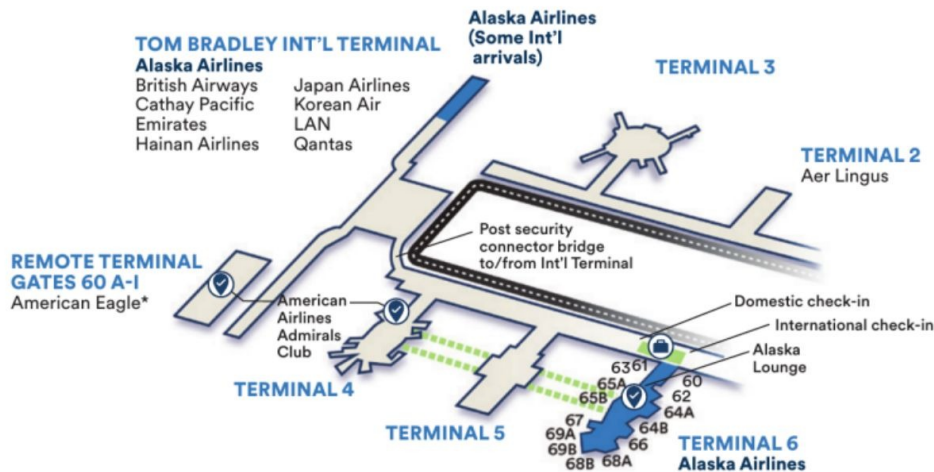 Alaska Airlines
(Some Int'l
arrivals)
TOM BRADLEY INT'L TERMINAL
Alaska Airlines
British Airways
Cathay Pacific
Emirates
Hainan Airlines
Japan Airlines
Korean Air
LAN
Qantas
TERMINAL 3
TERMINAL 2
Aer Lingus
Post security
connector bridge
to/from Int'l Terminal
REMOTE TERMINAL
GATES 60 A-I
American Eagle*
American
Airlines
Admirals
Club
Domestic check-in
International check-in
Alaska
Lounge
TERMINAL 4
TERMINAL 5
63
61
60
65A
62
65B
64A
67
64B
69A
66
69B
68B
68A
TERMINAL 6
Alaska Airlines